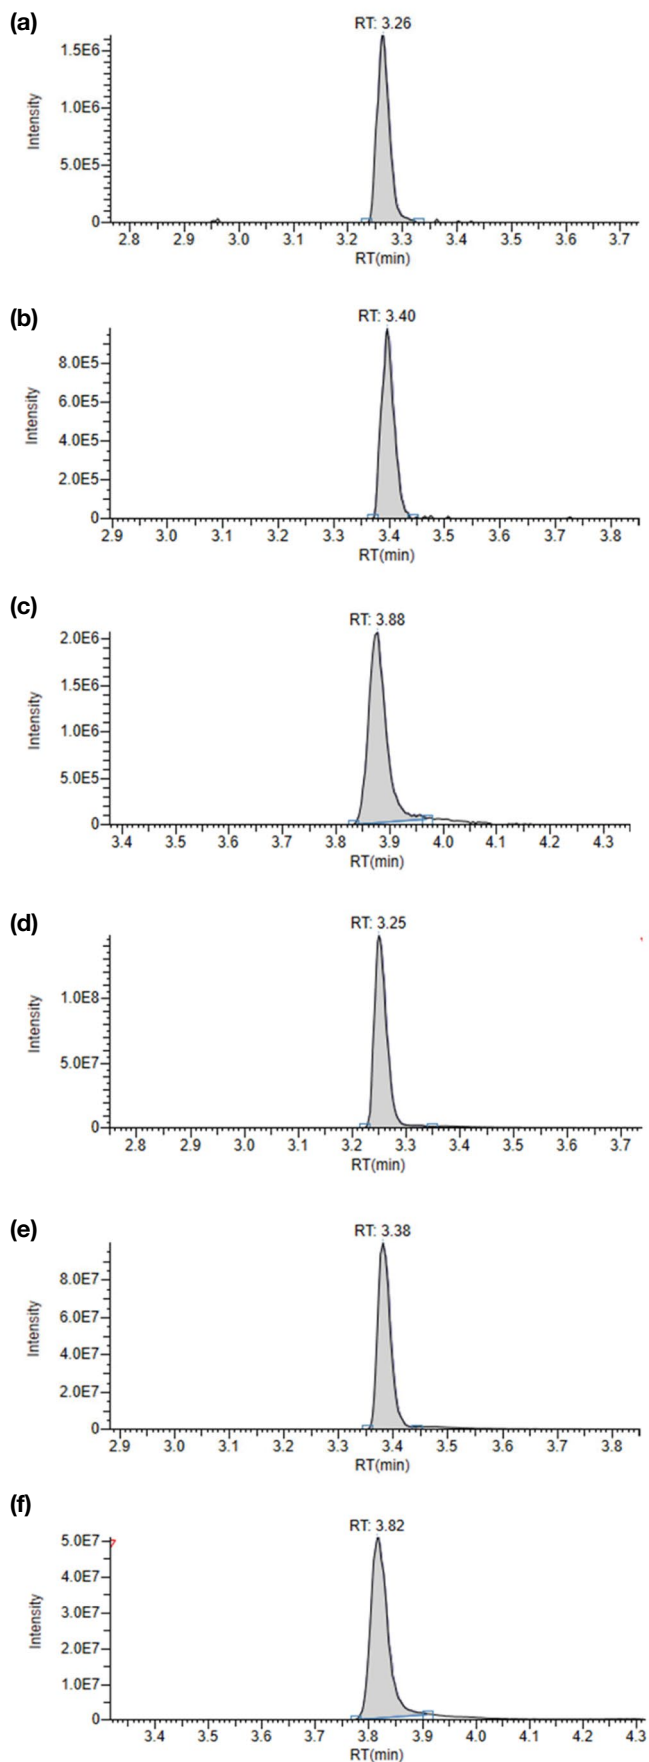 (a)
RT: 3.26
1.5E6
1.0E6
5.0E5
0
Intensity
2.8 2.9 3.0 3.1 3.2 3.3 3.4 3.5 3.6 3.7
RT(min)
(b)
RT: 3.40
8.0E5
6.0E5
4.0E5
2.0E5
0
Intensity
2.9 3.0 3.1 3.2 3.3 3.4 3.5 3.6 3.7 3.8
RT(min)
(c)
RT: 3.88
2.0E6
1.5E6
1.0E6
5.0E5
0
Intensity
3.4 3.5 3.6 3.7 3.8 3.9 4.0 4.1 4.2 4.3
RT(min)
(d)
RT: 3.25
1.0E8
5.0E7
0
Intensity
2.8 2.9 3.0 3.1 3.2 3.3 3.4 3.5 3.6 3.7
RT(min)
(e)
RT: 3.38
8.0E7
6.0E7
4.0E7
2.0E7
0
Intensity
2.9 3.0 3.1 3.2 3.3 3.4 3.5 3.6 3.7 3.8
RT(min)
(f)
RT: 3.82
5.0E7
4.0E7
3.0E7
2.0E7
1.0E7
0
Intensity
3.4 3.5 3.6 3.7 3.8 3.9 4.0 4.1 4.2 4.3
RT(min)